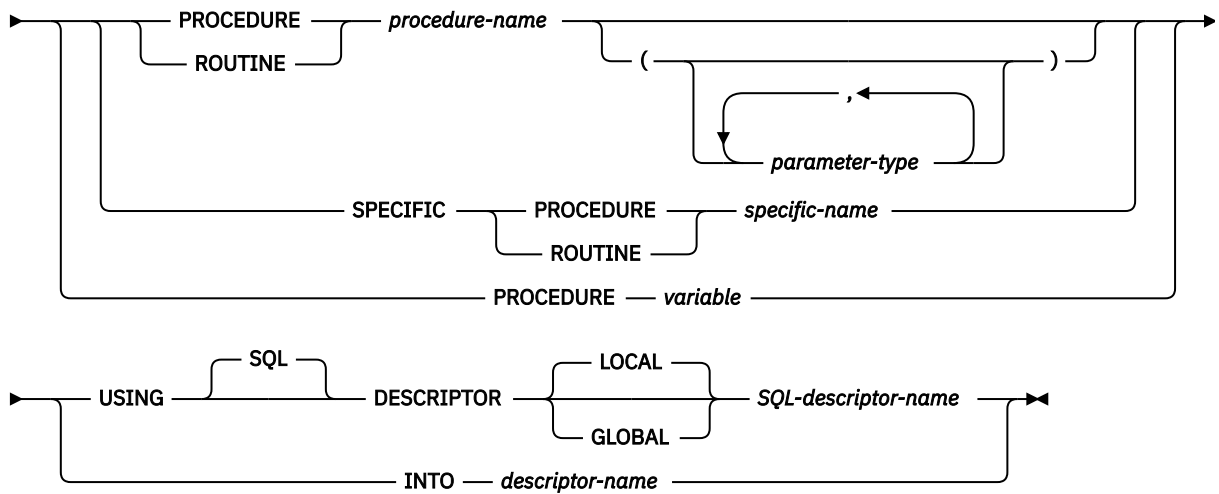 PROCEDURE procedure-name
ROUTINE
( )
,
parameter-type
SPECIFIC PROCEDURE specific-name
ROUTINE
PROCEDURE variable
SQL LOCAL
USING DESCRIPTOR SQL-descriptor-name
GLOBAL
INTO descriptor-name